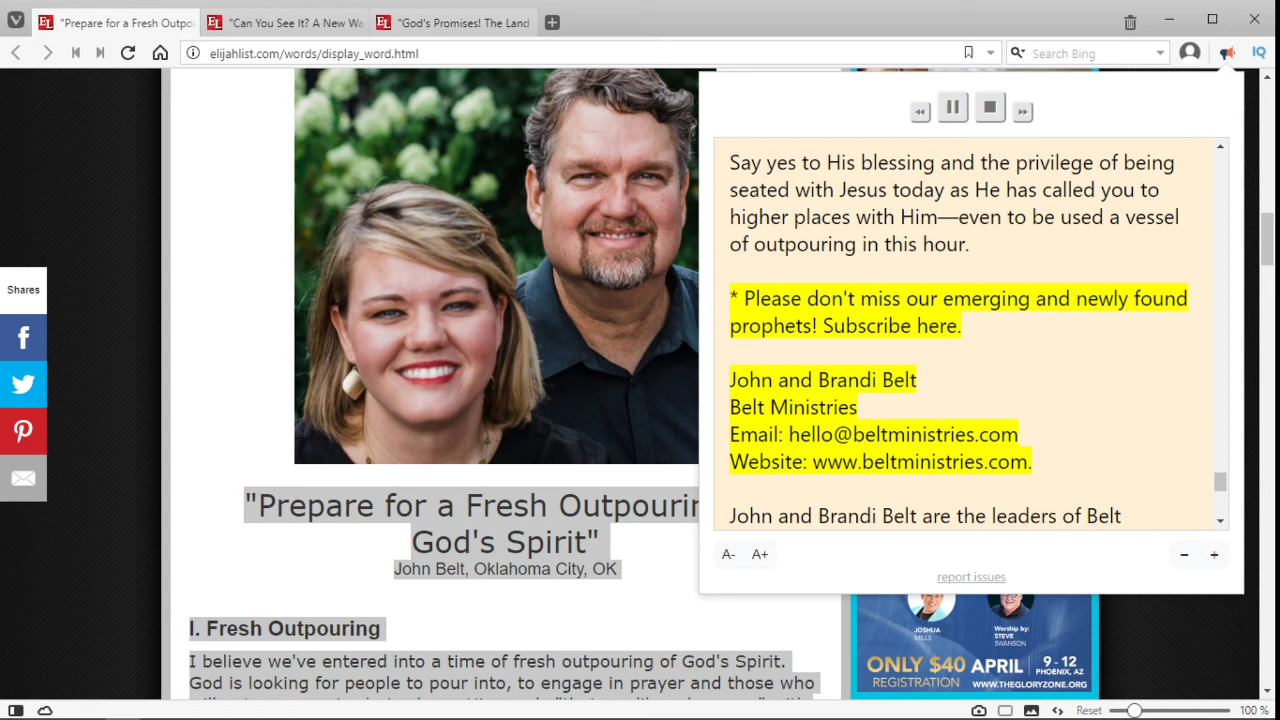 "Prepare for a Fresh Outpo
"Can You See It? A New Wa
"God's Promises! The Land
elijahlist.com/words/display_word.html
Search Bing
IQ
Say yes to His blessing and the privilege of being
seated with Jesus today as He has called you to
higher places with Him—even to be used a vessel
of outpouring in this hour.
* Please don't miss our emerging and newly found
prophets! Subscribe here.
John and Brandi Belt
Belt Ministries
Email: hello@beltministries.com
Website: www.beltministries.com.
John and Brandi Belt are the leaders of Belt
A-
A+
−
+
report issues
Shares
"Prepare for a Fresh Outpourin
God's Spirit"
John Belt, Oklahoma City, OK
I. Fresh Outpouring
I believe we've entered into a time of fresh outpouring of God's Spirit.
God is looking for people to pour into, to engage in prayer and those who
JOSHUA
MILLS
Worship by:
STEVE
SWANSON
ONLY $40
REGISTRATION
APRIL
9 - 12
PHOENIX, AZ
WWW.THEGLORYZONE.ORG
Reset
100 %